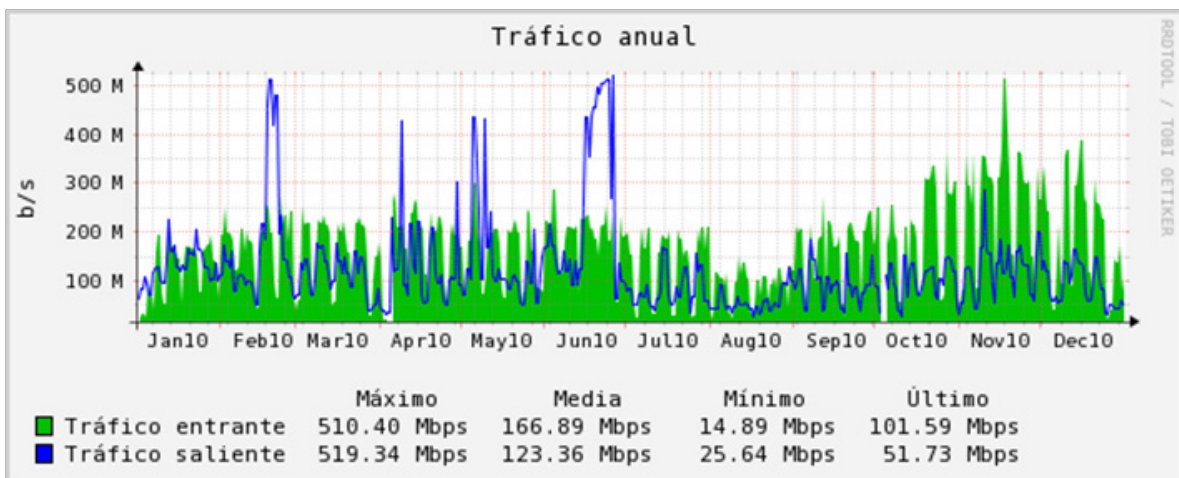 Tráfico anual
RRDTOOL / TOBI OETIKER
b/s
500 M
400 M
300 M
200 M
100 M
Jan10 Feb10 Mar10 Apr10 May10 Jun10 Jul10 Aug10 Sep10 Oct10 Nov10 Dec10
Máximo Media Mínimo Último
Tráfico entrante 510.40 Mbps 166.89 Mbps 14.89 Mbps 101.59 Mbps
Tráfico saliente 519.34 Mbps 123.36 Mbps 25.64 Mbps 51.73 Mbps